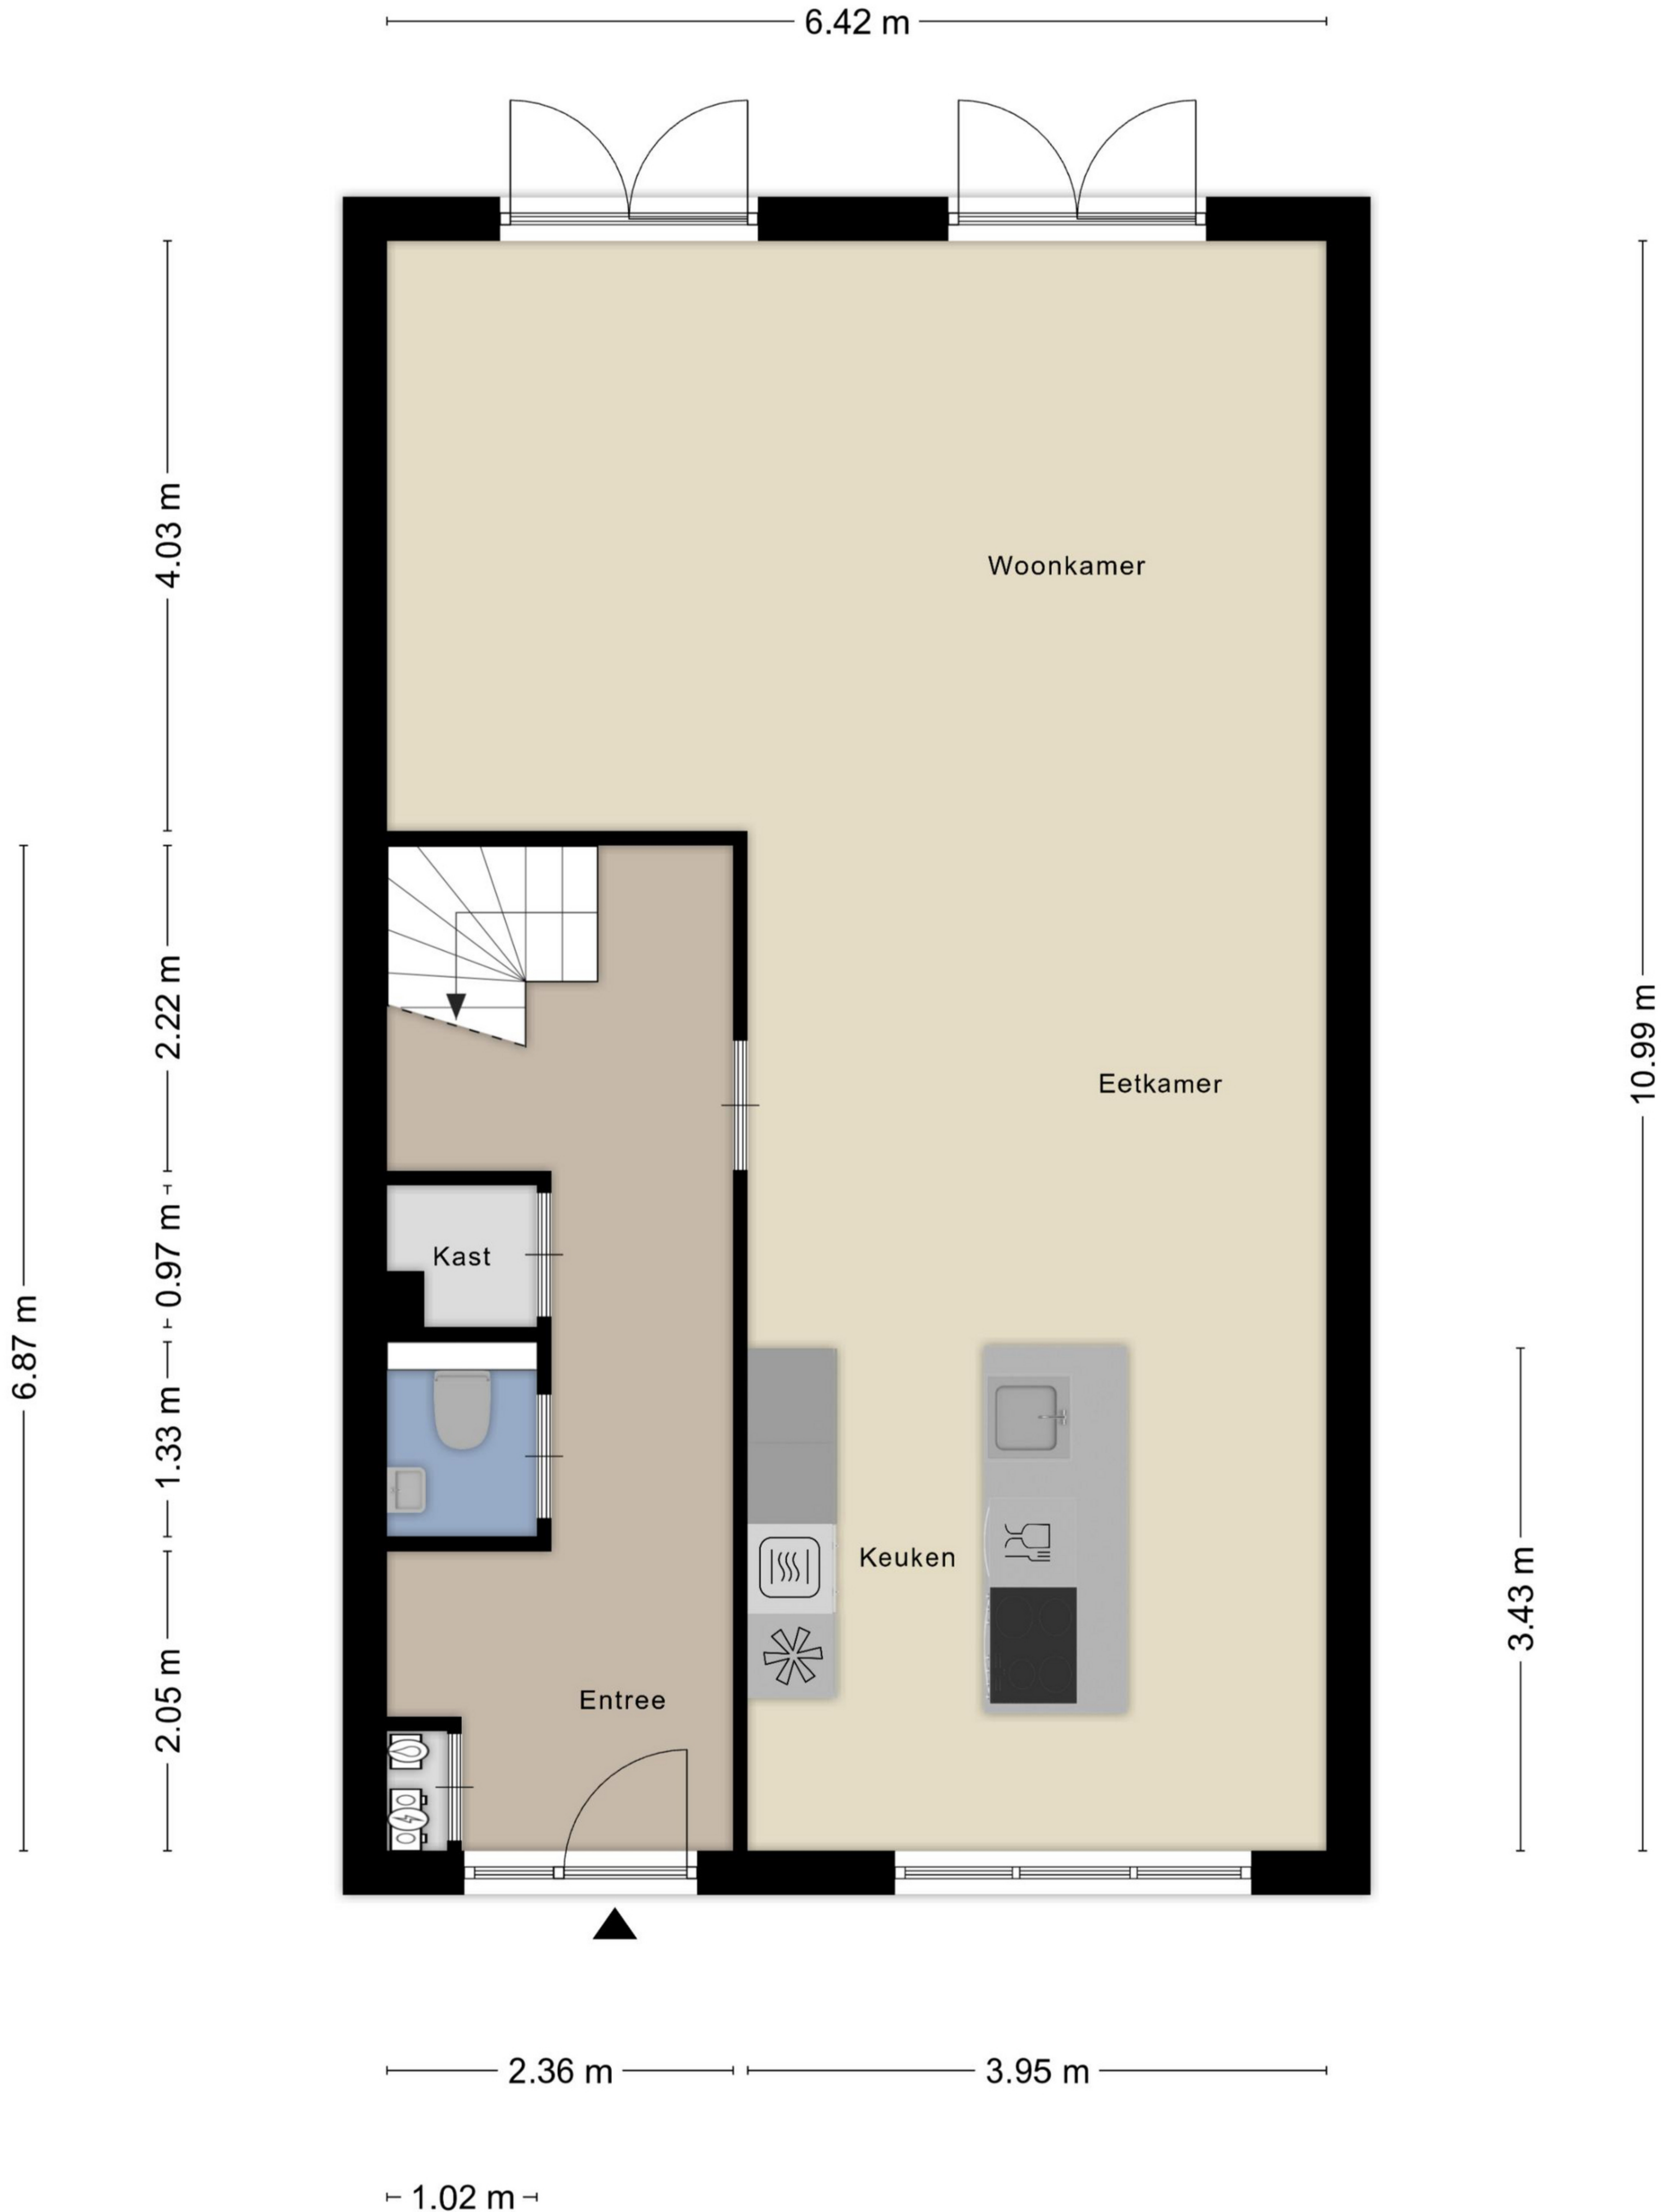 6.42 m
4.03 m
Woonkamer
2.22 m
10.99 m
Eetkamer
0.97 m
Kast
6.87 m
1.33 m
Keuken
3.43 m
2.05 m
Entree
2.36 m
3.95 m
1.02 m